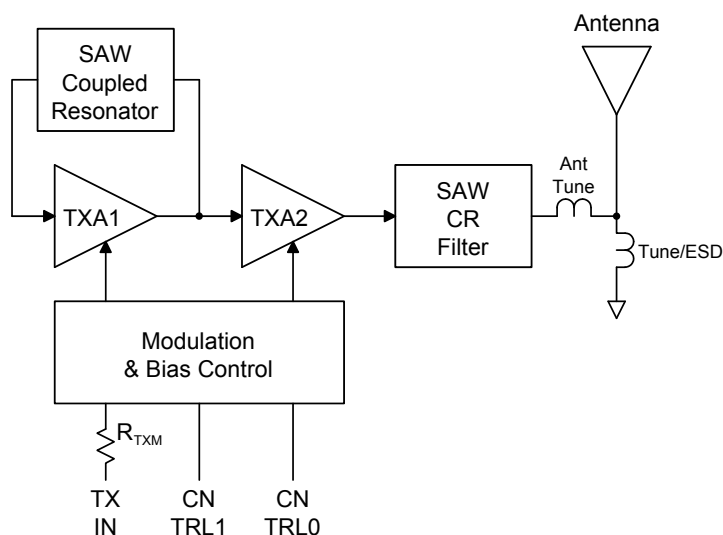 Antenna
SAW
Coupled
Resonator
Ant
Tune
TXA1
TXA2
SAW
CR
Filter
Tune/ESD
Modulation
& Bias Control
RTXM
TX
IN
CN
TRL1
CN
TRL0